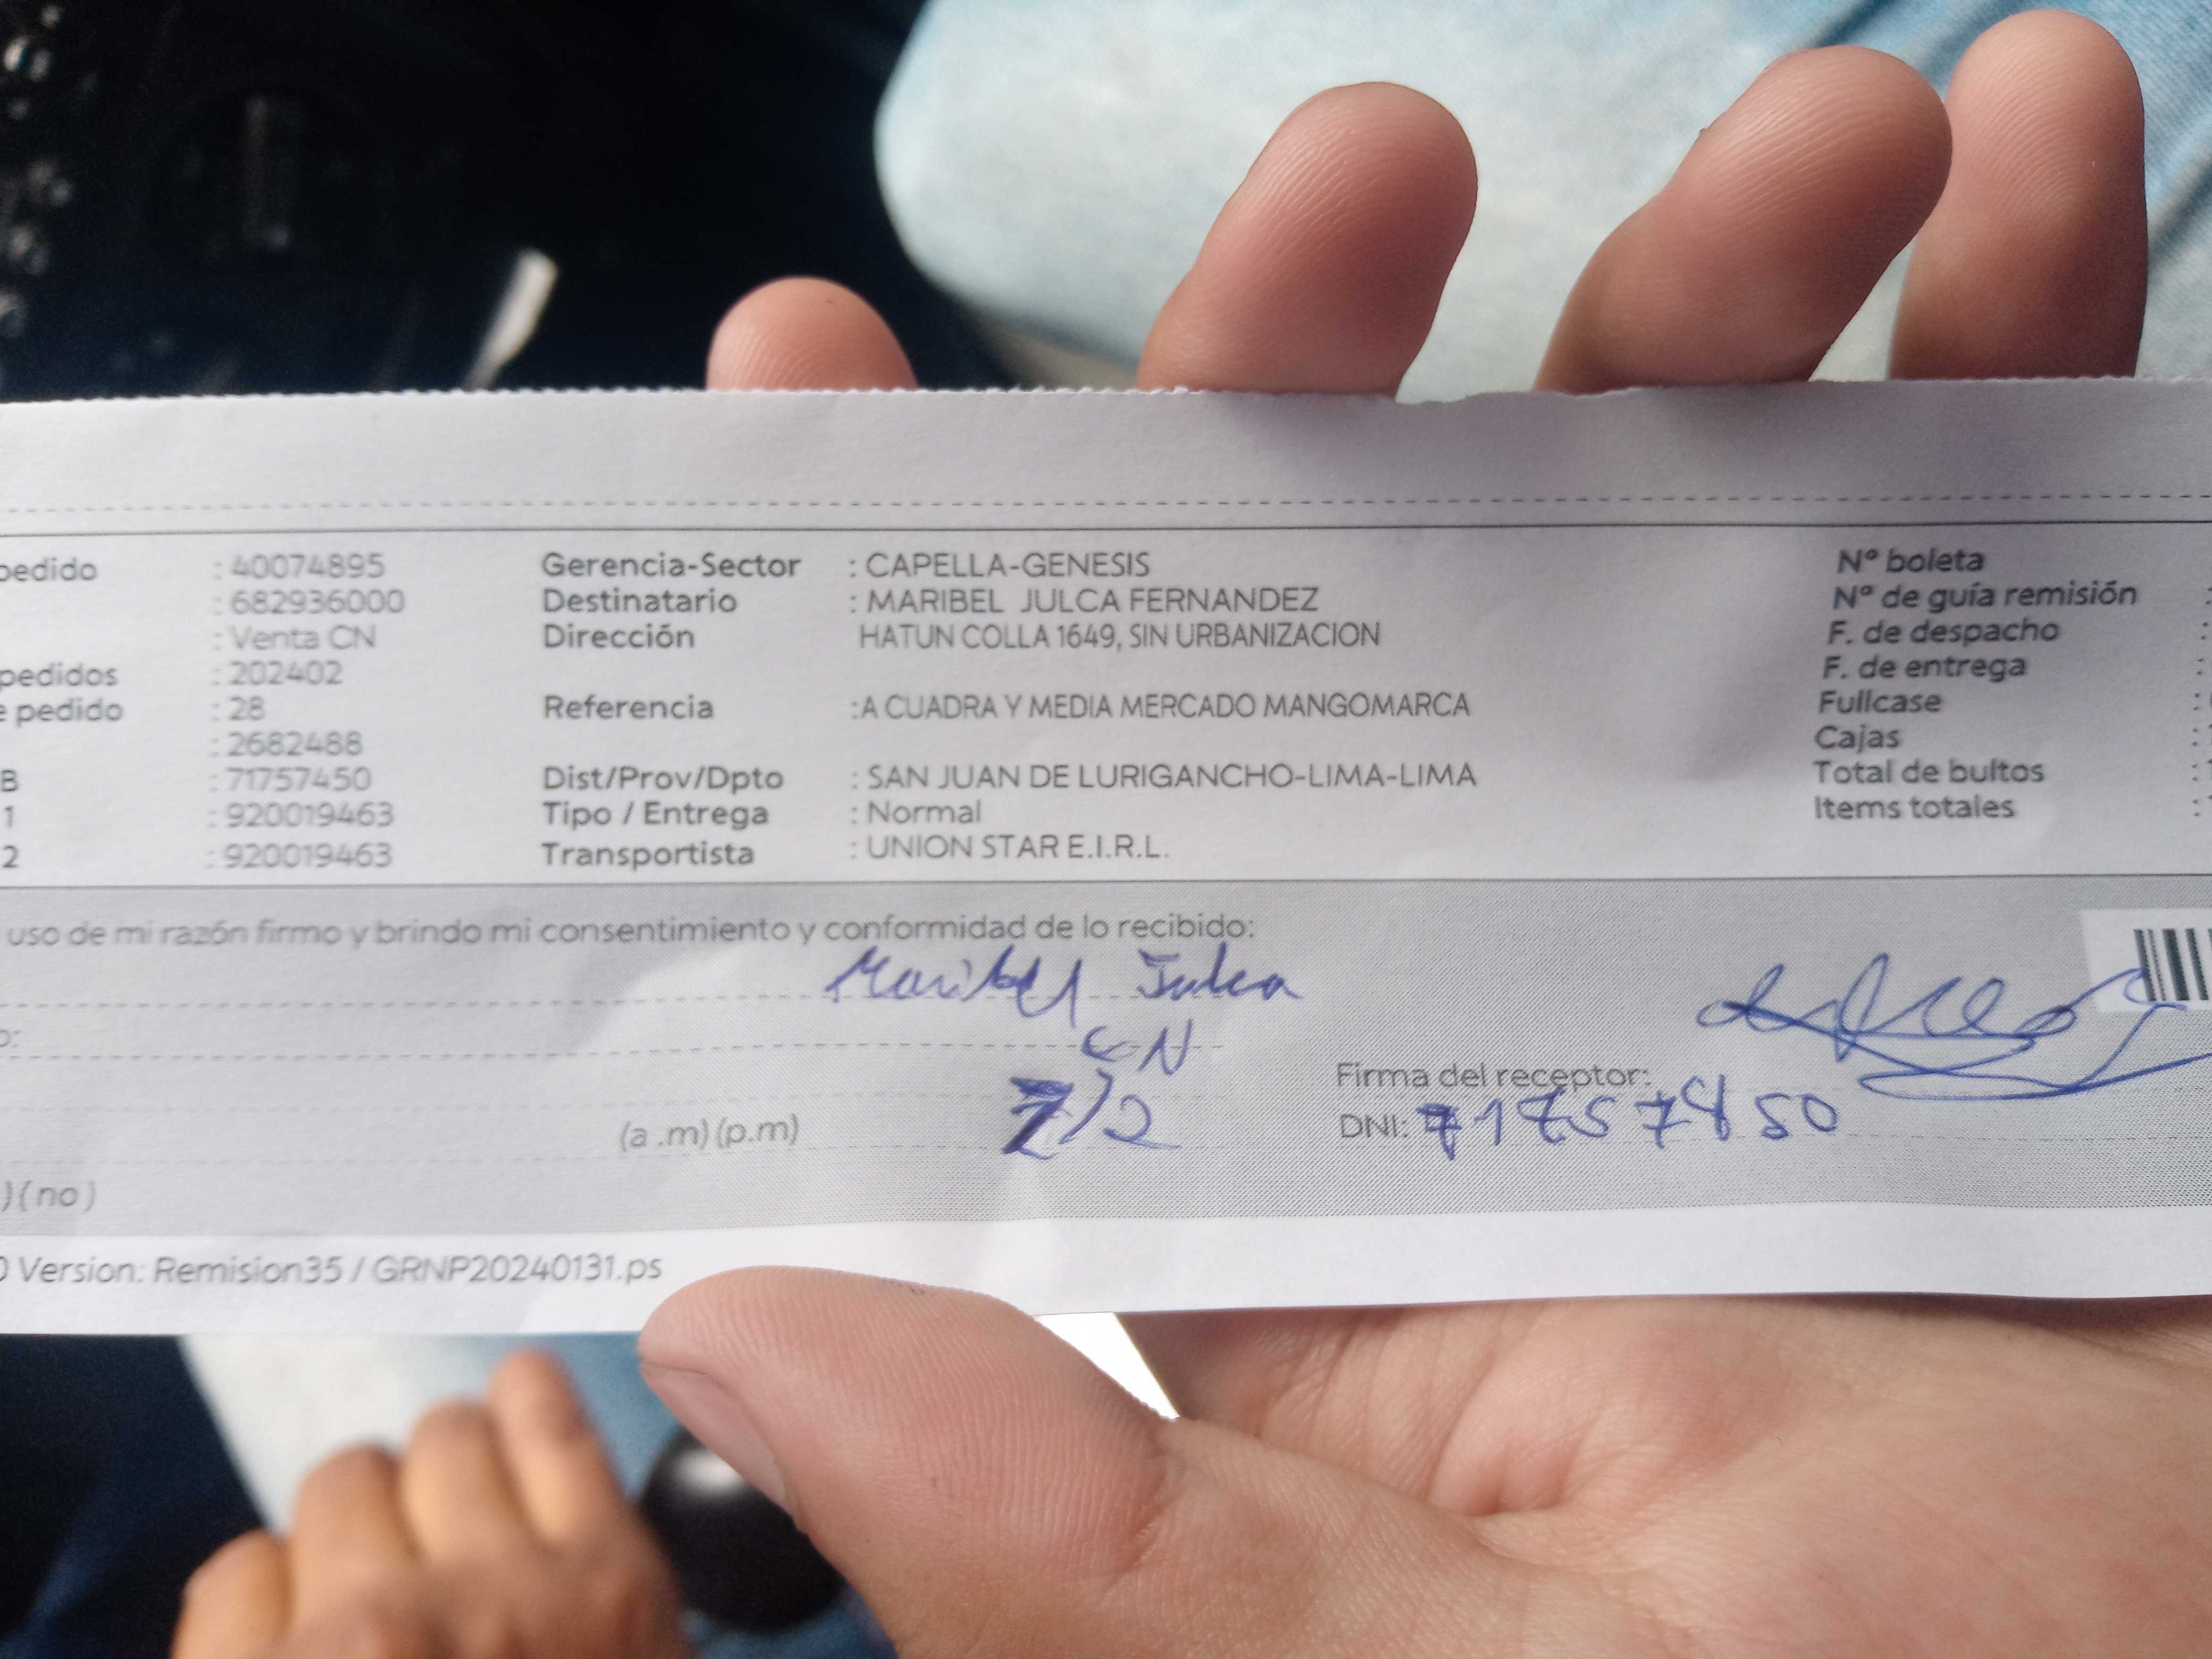 pedido : 40074895 Gerencia-Sector : CAPELLA-GENESIS Nº boleta
: 682936000 Destinatario : MARIBEL JULCA FERNANDEZ Nº de guía remisión :
: Venta CN Dirección HATUN COLLA 1649, SIN URBANIZACION F. de despacho :
pedidos : 202402 F. de entrega :
e pedido : 28 Referencia :A CUADRA Y MEDIA MERCADO MANGOMARCA Fullcase :
: 2682488 Cajas :
B : 71757450 Dist/Prov/Dpto : SAN JUAN DE LURIGANCHO-LIMA-LIMA Total de bultos :
1 : 920019463 Tipo / Entrega : Normal Items totales :
2 : 920019463 Transportista : UNION STAR E.I.R.L.
uso de mi razón firmo y brindo mi consentimiento y conformidad de lo recibido:
Maribel Julca
o:
CN
Firma del receptor:
(a .m) (p.m) 7/2 DNI: 71757450
) ( no )
0 Version: Remision35 / GRNP20240131.ps